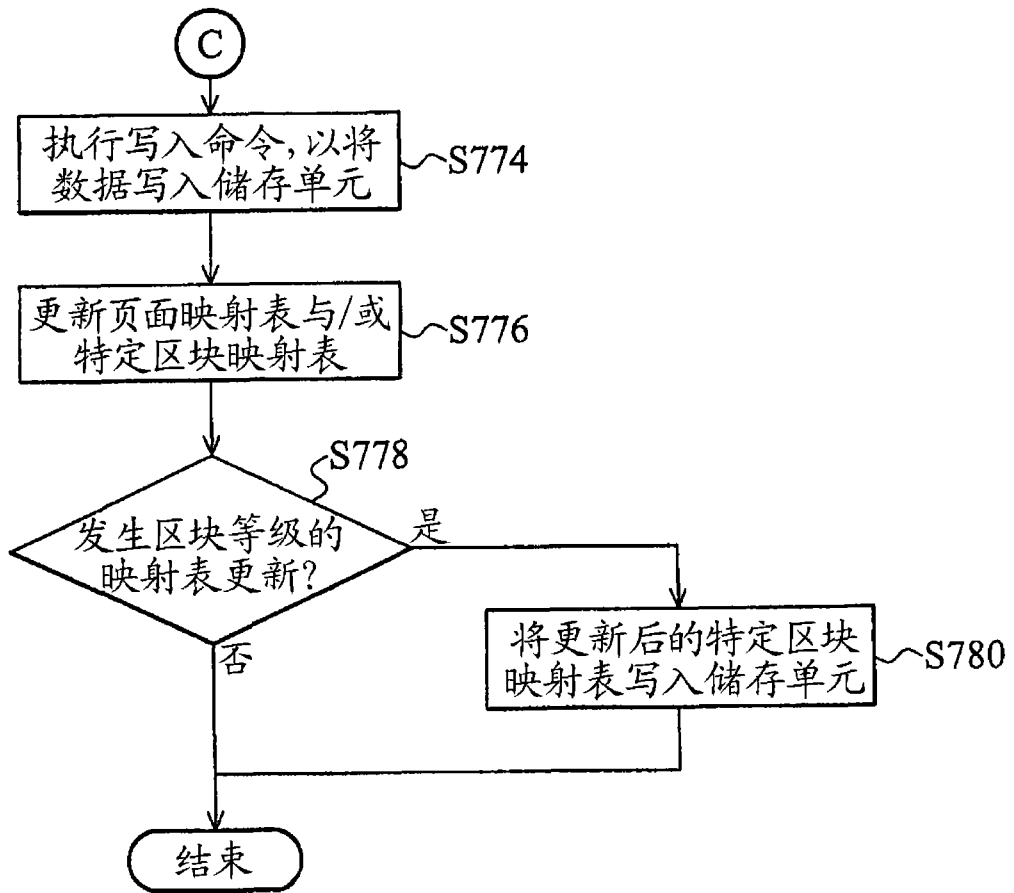 C
执行写入命令,以将
数据写入储存单元
S774
更新页面映射表与/或
特定区块映射表
S776
S778
发生区块等级的
映射表更新?
是
否
将更新后的特定区块
映射表写入储存单元
S780
结束